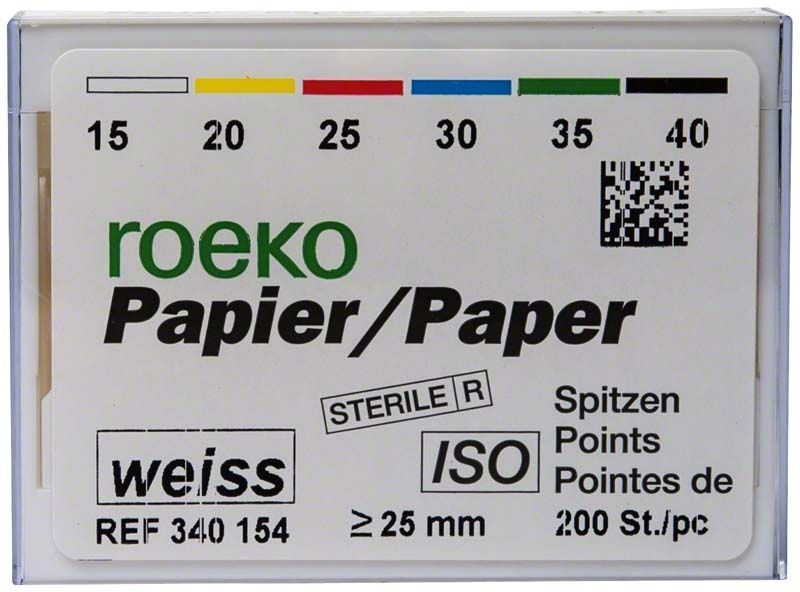 15 20 25 30 35 40
roeko
Papier/Paper
STERILE R
Spitzen
Points
Pointes de
weiss
ISO
REF 340 154
≥ 25 mm
200 St./pc